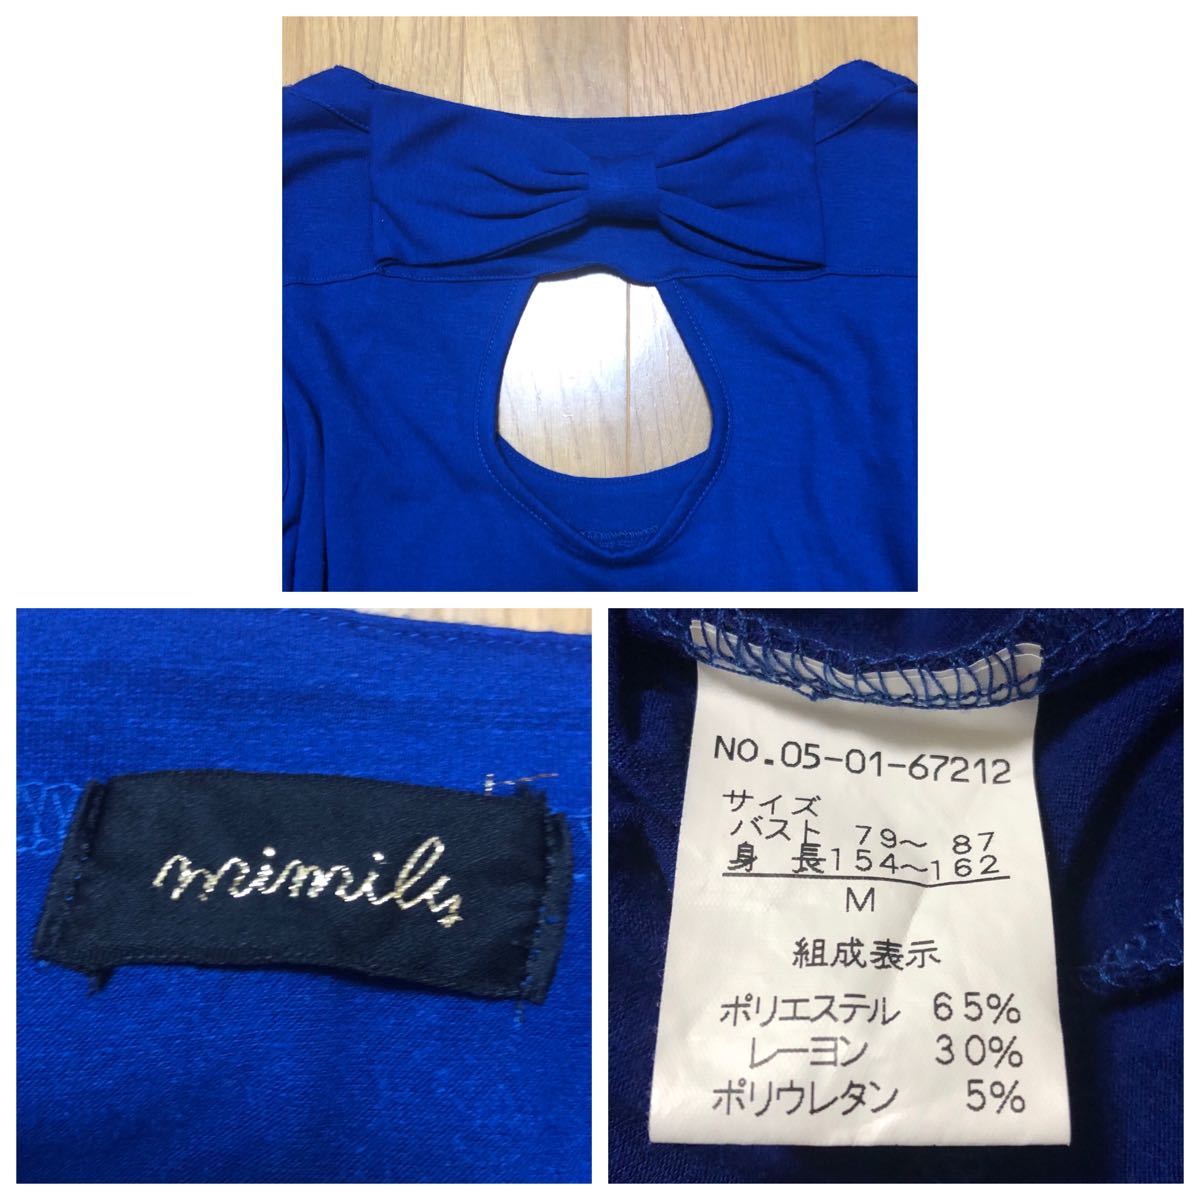 mimily
NO.05-01-67212
サイズ
バスト 79～ 87
身 長154～162
M
組成表示
ポリエステル 65%
レーヨン 30%
ポリウレタン 5%